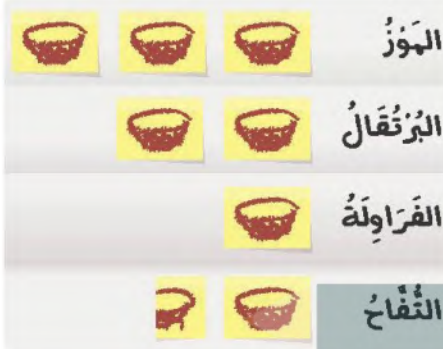 المَوْزُ
البُرْتُقَالُ
الفَرَاوِلَةُ
التُّفَّاحُ